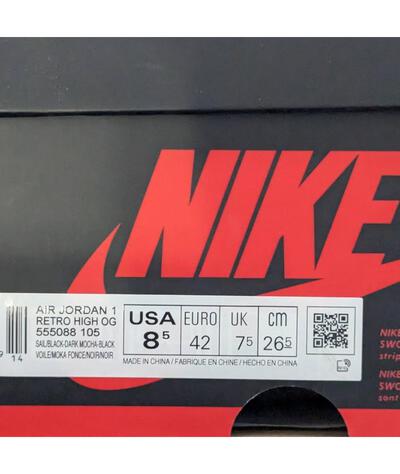 NIKE
AIR JORDAN 1
RETRO HIGH OG
555088 105
SAIL/BLACK-DARK MOCHA-BLACK
VOILE/MOKA FONCE/NOIR/NOIR
USA 8⁵
EURO 42
UK 7⁵
CM 26⁵
MADE IN CHINA / FABRIQUE EN CHINE / HECHO EN CHINA
9 14
NIKE
SWO
strip
NIKE
SWO
sont